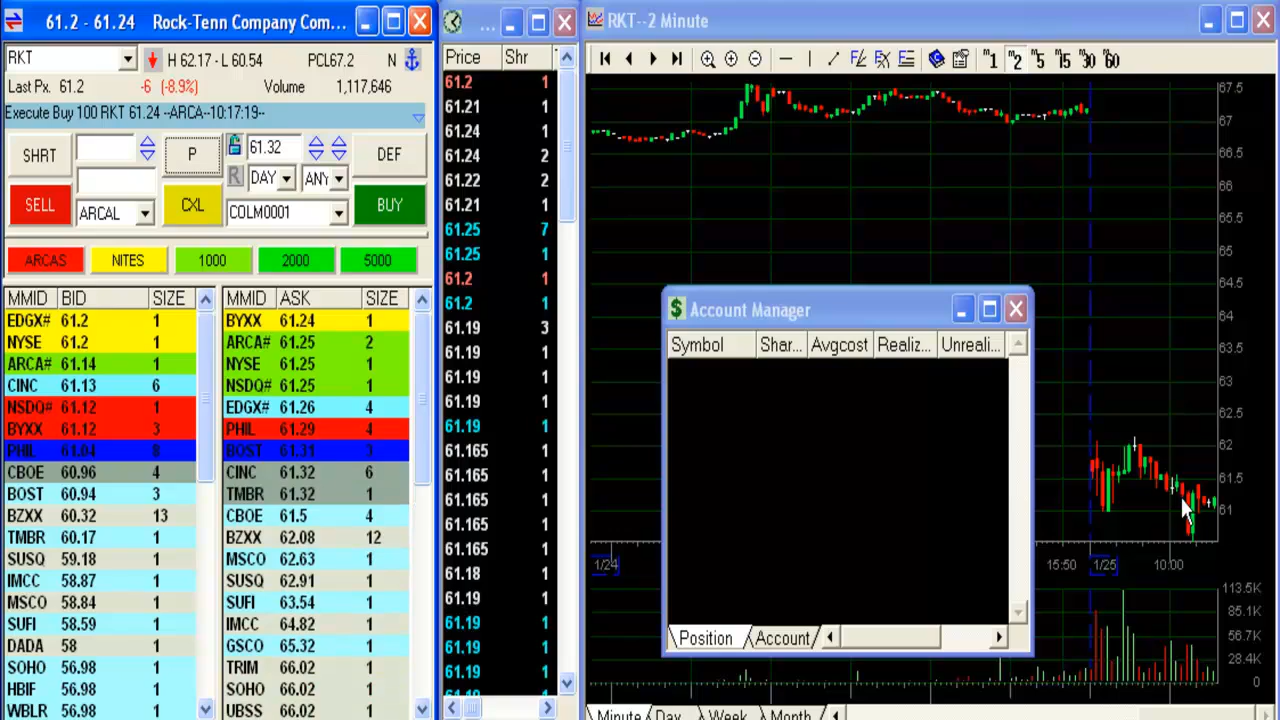 61.2 - 61.24 Rock-Tenn Company Com...
RKT H 62.17 - L 60.54 PCL67.2 N
Last Px. 61.2 -6 (-8.9%) Volume 1,117,646
Execute Buy 100 RKT 61.24 --ARCA--10:17:19--
SHRT P 61.32 DEF
R DAY ANY
SELL ARCAL CXL COLM0001 BUY
ARCAS NITES 1000 2000 5000
MMID BID SIZE MMID ASK SIZE
EDGX# 61.2 1 BYXX 61.24 1
NYSE 61.2 1 ARCA# 61.25 2
ARCA# 61.14 1 NYSE 61.25 1
CINC 61.13 6 NSDQ# 61.25 1
NSDQ# 61.12 1 EDGX# 61.26 4
BYXX 61.12 3 PHIL 61.29 4
PHIL 61.04 8 BOST 61.31 3
CBOE 60.96 4 CINC 61.32 6
BOST 60.94 3 TMBR 61.32 1
BZXX 60.32 13 CBOE 61.5 4
TMBR 60.17 1 BZXX 62.08 12
SUSQ 59.18 1 MSCO 62.63 1
IMCC 58.87 1 SUSQ 62.91 1
MSCO 58.84 1 SUFI 63.54 1
SUFI 58.59 1 IMCC 64.82 1
DADA 58 1 GSCO 65.32 1
SOHO 56.98 1 TRIM 66.02 1
HBIF 56.98 1 SOHO 66.02 1
WBLR 56.98 1 UBSS 66.02 1
...
Price Shr
61.2 1
61.21 1
61.24 1
61.24 2
61.22 2
61.21 1
61.25 7
61.25 1
61.2 1
61.2 1
61.19 3
61.19 1
61.19 1
61.19 1
61.19 1
61.165 1
61.165 1
61.165 1
61.165 1
61.165 1
61.18 1
61.19 1
61.19 1
61.19 1
61.19 1
61.19 1
RKT--2 Minute
m1 m2 m5 m15 m30 m60
67.5
67
66.5
66
65.5
65
64.5
64
63.5
63
62.5
62
61.5
61
1/24 15:50 1/25 10:00
113.5K
85.1K
56.7K
28.4K
0
Minute Day Week Month
$ Account Manager
Symbol Shar... Avgcost Realiz... Unreali...
Position Account